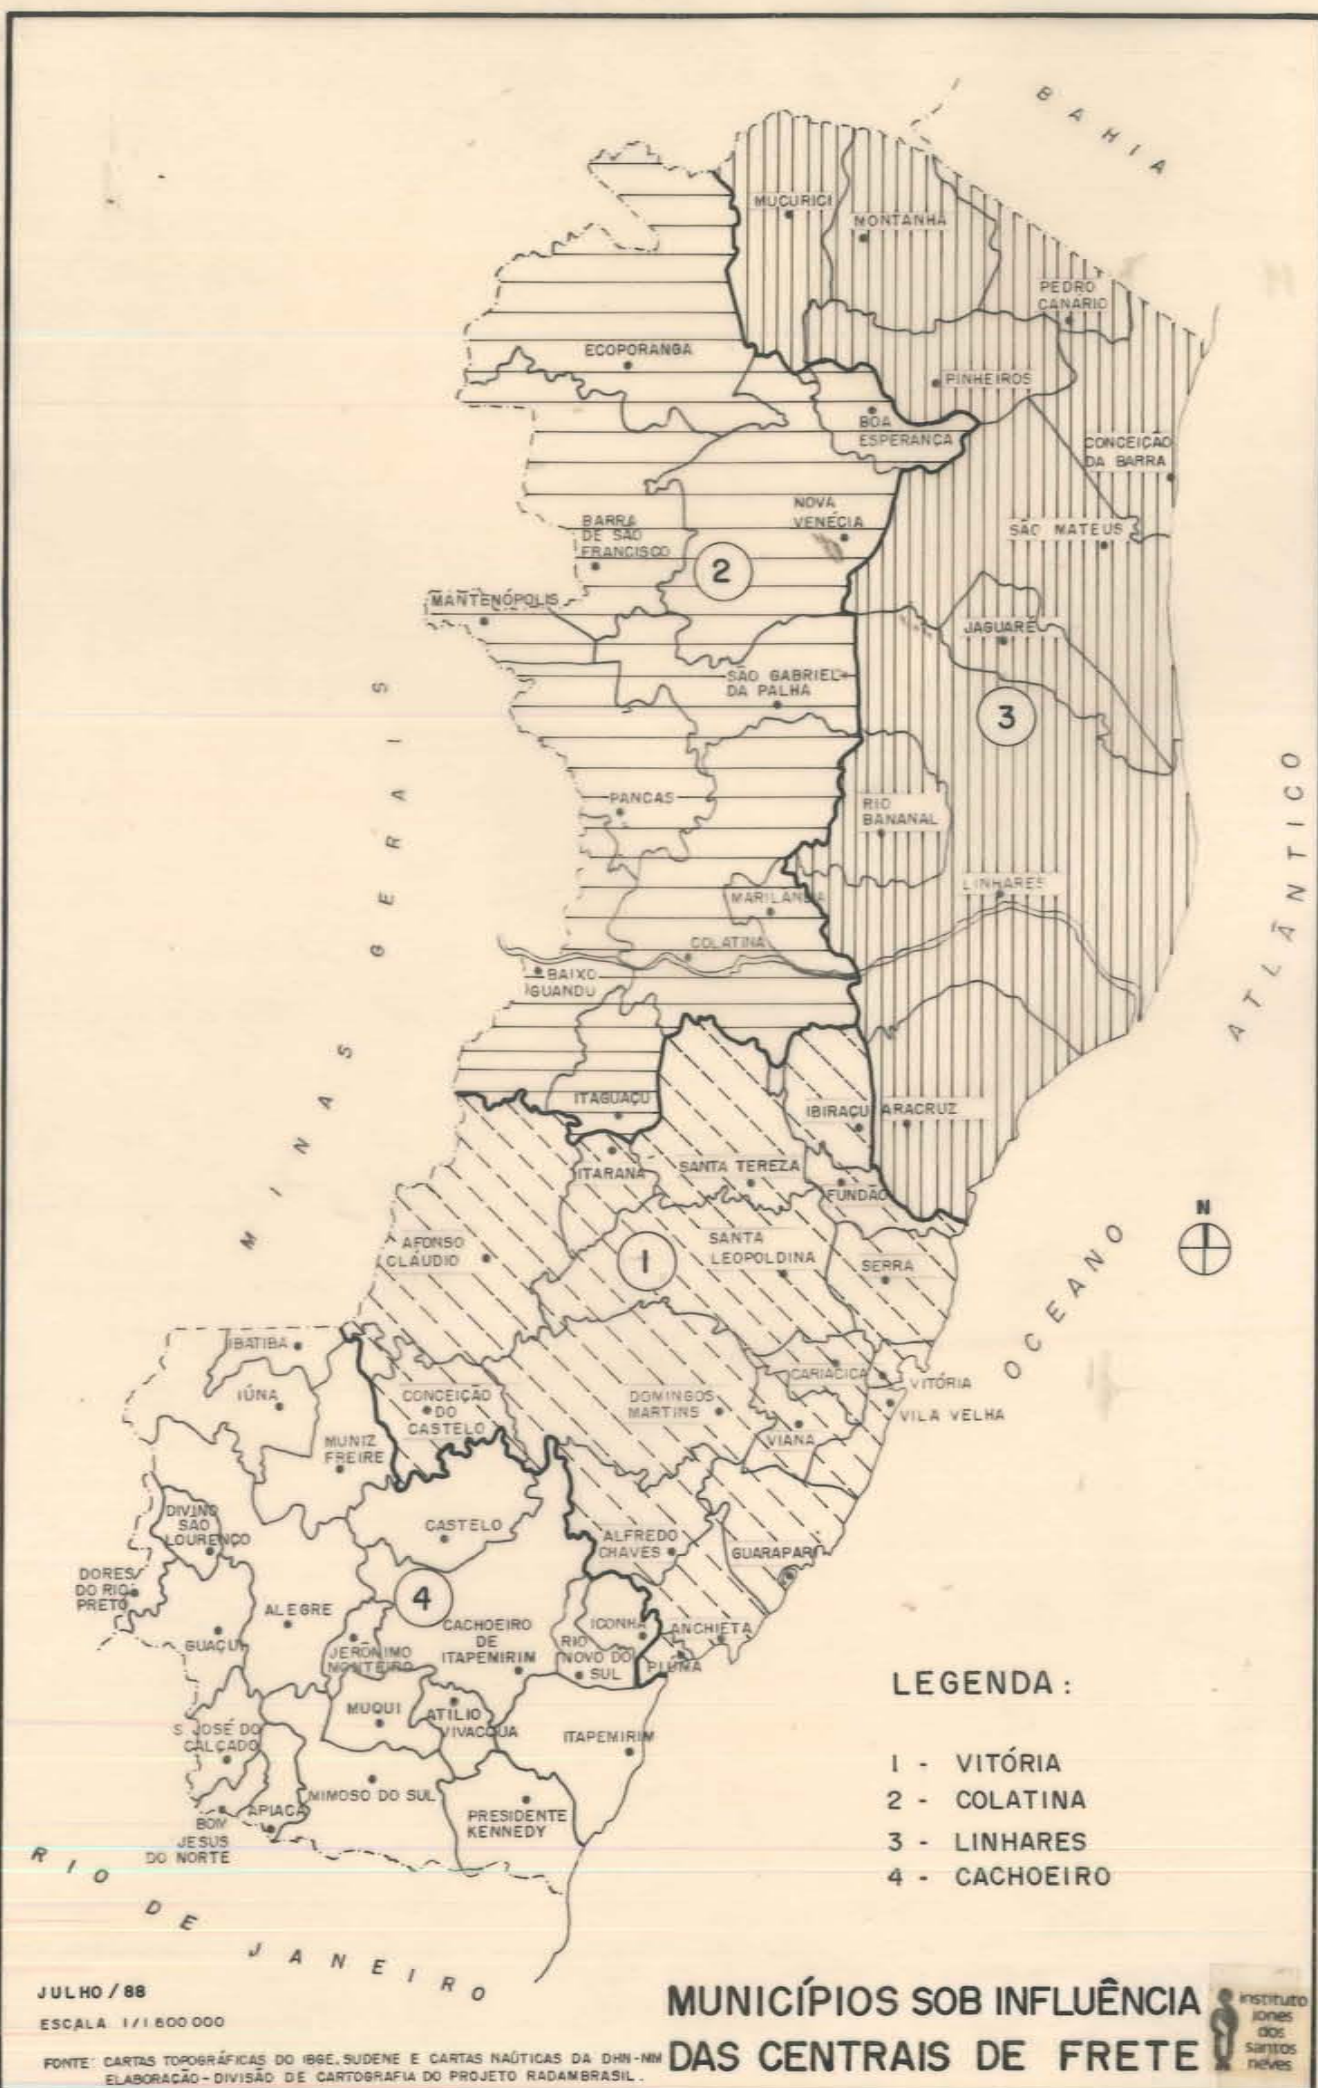 BAHIA
MUCURICI
MONTANHA
PEDRO
CANÁRIO
ECOPORANGA
PINHEIROS
BOA
ESPERANÇA
CONCEIÇÃO
DA BARRA
NOVA
VENÉCIA
BARRA
DE SÃO
FRANCISCO
SÃO MATEUS
2
MANTENÓPOLIS
JAGUARÉ
SÃO GABRIEL
DA PALHA
3
MINAS GERAIS
PANCAS
RIO
BANANAL
OCEANO ATLÂNTICO
MARILÂNDIA
LINHARES
COLATINA
BAIXO
GUANDU
ITAGUAÇU
IBIRAÇU
ARACRUZ
ITARANA
SANTA TEREZA
FUNDÃO
N
AFONSO
CLÁUDIO
1
SANTA
LEOPOLDINA
SERRA
IBATIBA
IÚNA
CONCEIÇÃO
DO
CASTELO
DOMINGOS
MARTINS
CARIACICA
VITÓRIA
VILA VELHA
VIANA
MUNIZ
FREIRE
DIVINO
SÃO
LOURENÇO
CASTELO
ALFREDO
CHAVES
GUARAPARI
DORES
DO RIO
PRETO
4
ALEGRE
GUAÇUI
JERÔNIMO
MONTEIRO
CACHOEIRO
DE
ITAPEMIRIM
ICONHA
RIO
NOVO DO
SUL
ANCHIETA
PIÚMA
MUQUI
ATÍLIO
VIVACQUA
ITAPEMIRIM
S. JOSÉ DO
CALÇADO
MIMOSO DO SUL
APIACÁ
BOM
JESUS
DO NORTE
PRESIDENTE
KENNEDY
RIO DE JANEIRO
LEGENDA :
1 - VITÓRIA
2 - COLATINA
3 - LINHARES
4 - CACHOEIRO
JULHO / 88
ESCALA 1/1 600 000
FONTE: CARTAS TOPOGRÁFICAS DO IBGE, SUDENE E CARTAS NAÚTICAS DA DHN-MM
ELABORAÇÃO - DIVISÃO DE CARTOGRAFIA DO PROJETO RADAMBRASIL.
MUNICÍPIOS SOB INFLUÊNCIA
DAS CENTRAIS DE FRETE
instituto
jones
dos
santos
neves